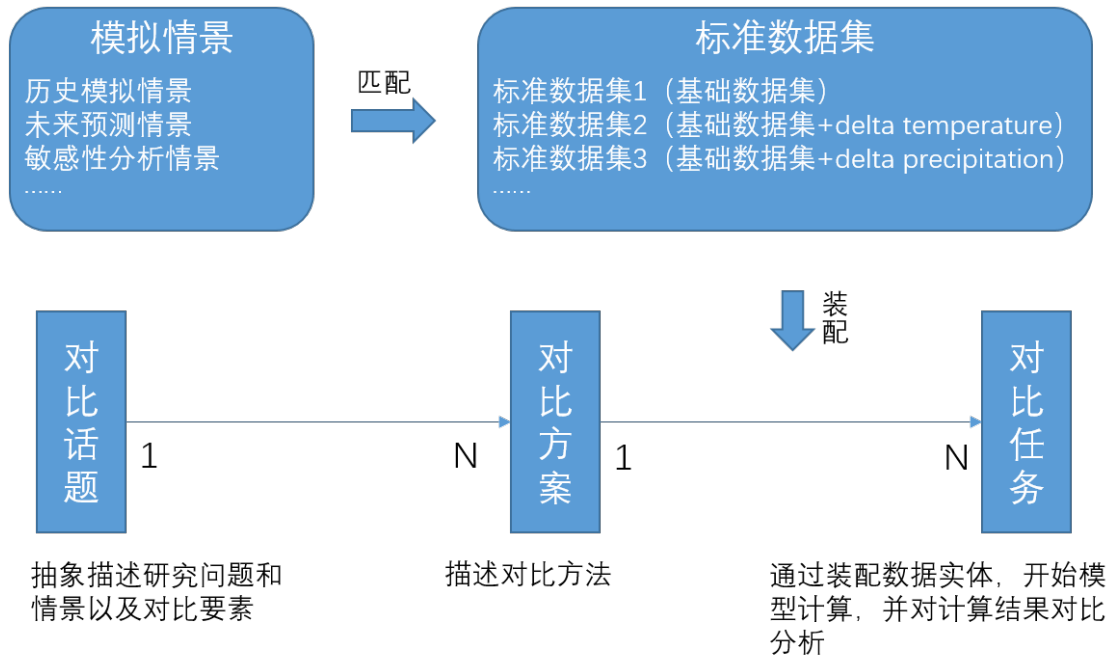 模拟情景
历史模拟情景
未来预测情景
敏感性分析情景
……
匹配
标准数据集
标准数据集1（基础数据集）
标准数据集2（基础数据集+delta temperature）
标准数据集3（基础数据集+delta precipitation）
……
装
配
对
比
话
题
1
N
对
比
方
案
1
N
对
比
任
务
抽象描述研究问题和
情景以及对比要素
描述对比方法
通过装配数据实体，开始模
型计算，并对计算结果对比
分析